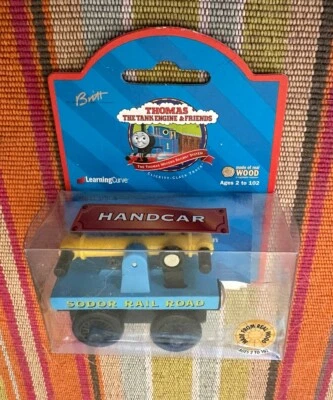 Britt
THOMAS
THE TANK ENGINE & FRIENDS
LearningCurve
made of real
WOOD
Ages 2 to 102
HANDCAR
SODOR RAIL ROAD